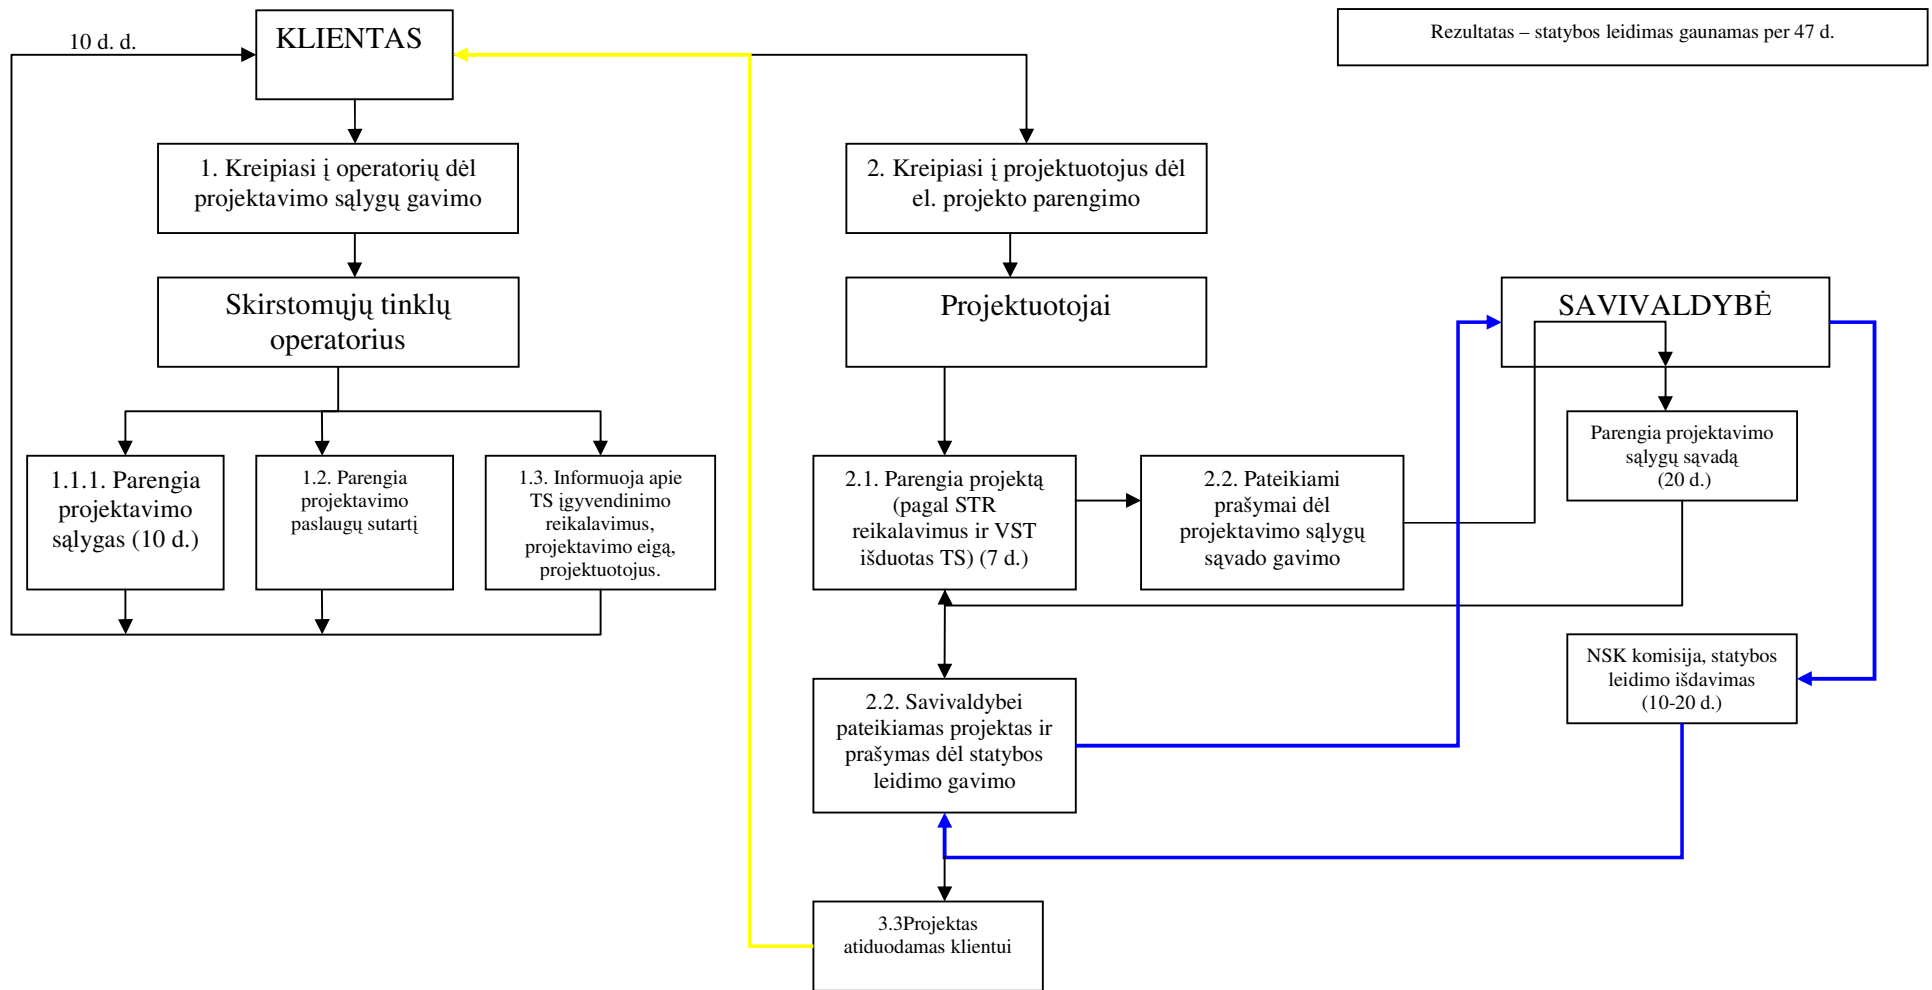 10 d. d.
KLIENTAS
Rezultatas – statybos leidimas gaunamas per 47 d.
1. Kreipiasi į operatorių dėl
projektavimo sąlygų gavimo
2. Kreipiasi į projektuotojus dėl
el. projekto parengimo
Skirstomųjų tinklų
operatorius
Projektuotojai
SAVIVALDYBĖ
Parengia projektavimo
sąlygų sąvadą
(20 d.)
1.1.1. Parengia
projektavimo
sąlygas (10 d.)
1.2. Parengia
projektavimo
paslaugų sutartį
1.3. Informuoja apie
TS įgyvendinimo
reikalavimus,
projektavimo eigą,
projektuotojus.
2.1. Parengia projektą
(pagal STR
reikalavimus ir VST
išduotas TS) (7 d.)
2.2. Pateikiami
prašymai dėl
projektavimo sąlygų
sąvado gavimo
NSK komisija, statybos
leidimo išdavimas
(10-20 d.)
2.2. Savivaldybei
pateikiamas projektas ir
prašymas dėl statybos
leidimo gavimo
3.3Projektas
atiduodamas klientui